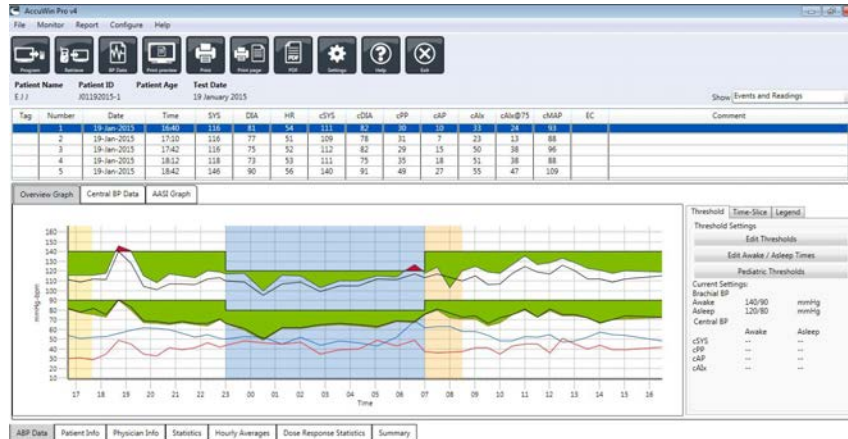 AccuWin Pro v4
File Monitor Report Configure Help
Program Retrieve BP Data Print preview Print Print page PDF Settings Help Exit
Patient Name Patient ID Patient Age Test Date
E J J J01192015-1 19 January 2015
Show Events and Readings
Tag Number Date Time SYS DIA HR cSYS cDIA cPP cAP cAIx cAIx@75 cMAP EC Comment
1 19-Jan-2015 16:40 116 81 54 111 82 30 10 33 24 93
2 19-Jan-2015 17:10 116 77 51 109 78 31 7 23 13 88
3 19-Jan-2015 17:42 116 75 52 112 82 29 15 50 38 96
4 19-Jan-2015 18:12 118 73 53 111 75 35 18 51 38 88
5 19-Jan-2015 18:42 146 90 56 140 91 49 27 55 47 109
Overview Graph Central BP Data AASI Graph
Threshold Time-Slice Legend
Threshold Settings
Edit Thresholds
Edit Awake / Asleep Times
Pediatric Thresholds
Current Settings:
Brachial BP
Awake 140/90 mmHg
Asleep 120/80 mmHg
Central BP
Awake Asleep
cSYS -- --
cPP -- --
cAP -- --
cAIx -- --
160
150
140
130
120
110
100
90
80
70
60
50
40
30
20
10
mmHg-bpm
17 18 19 20 21 22 23 00 01 02 03 04 05 06 07 08 09 10 11 12 13 14 15 16
Time
ABP Data Patient Info Physician Info Statistics Hourly Averages Dose Response Statistics Summary